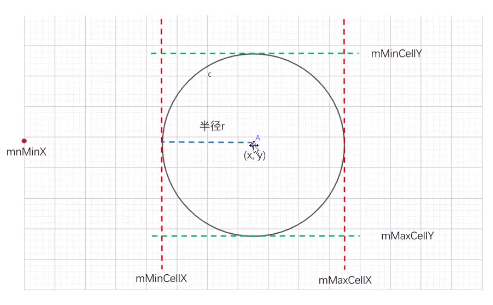 mMinCellY
c
半径r
A
(x, y)
mnMinX
mMaxCellY
mMinCellX
mMaxCellX